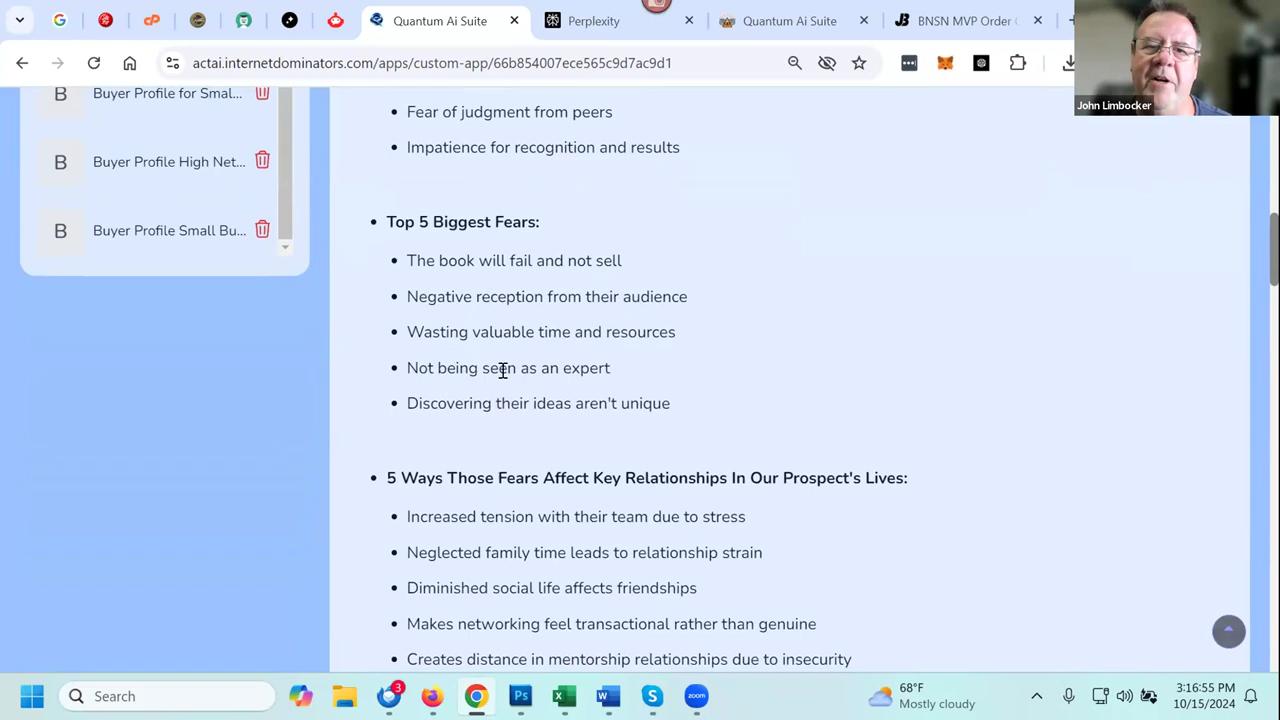 Quantum Ai Suite
Perplexity
Quantum Ai Suite
BNSN MVP Order
actai.internetdominators.com/apps/custom-app/66b854007ece565c9d7ac9d1
John Limbocker
B Buyer Profile for Smal...
B Buyer Profile High Net...
B Buyer Profile Small Bu...
Fear of judgment from peers
Impatience for recognition and results
Top 5 Biggest Fears:
The book will fail and not sell
Negative reception from their audience
Wasting valuable time and resources
Not being seen as an expert
Discovering their ideas aren't unique
5 Ways Those Fears Affect Key Relationships In Our Prospect's Lives:
Increased tension with their team due to stress
Neglected family time leads to relationship strain
Diminished social life affects friendships
Makes networking feel transactional rather than genuine
Creates distance in mentorship relationships due to insecurity
Search
3
68°F
Mostly cloudy
3:16:55 PM
10/15/2024